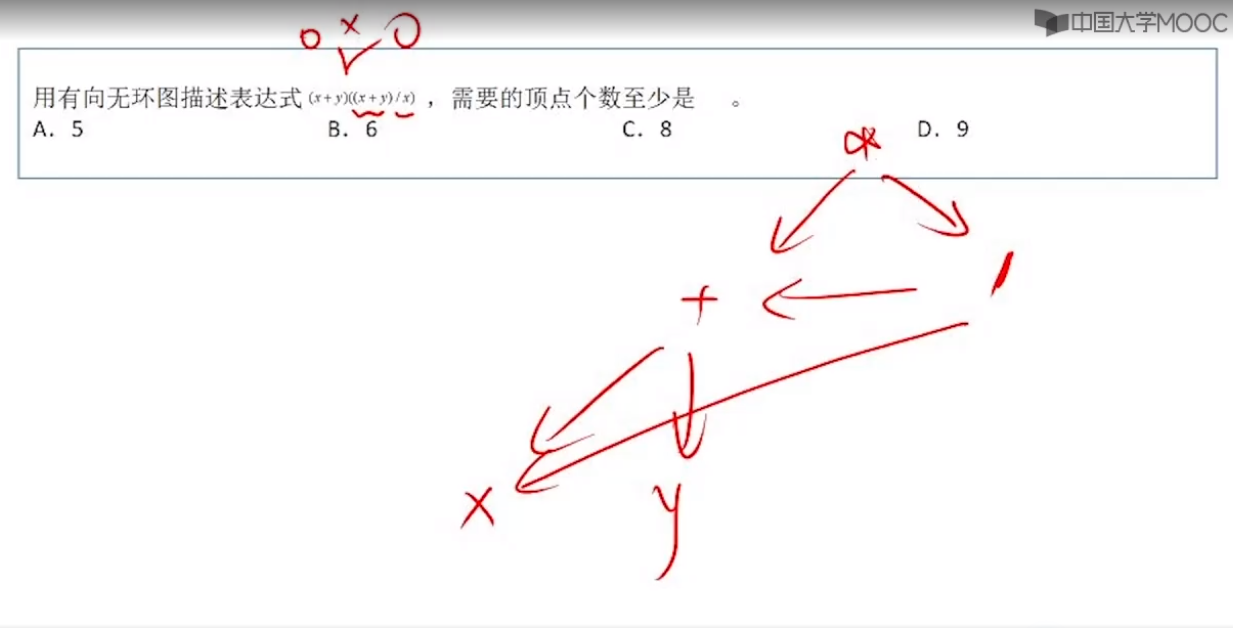 中国大学MOOC
o x O
用有向无环图描述表达式 (x+y)((x+y)/x) ，需要的顶点个数至少是 。
A. 5 B. 6 C. 8 D. 9
*
+ /
x y